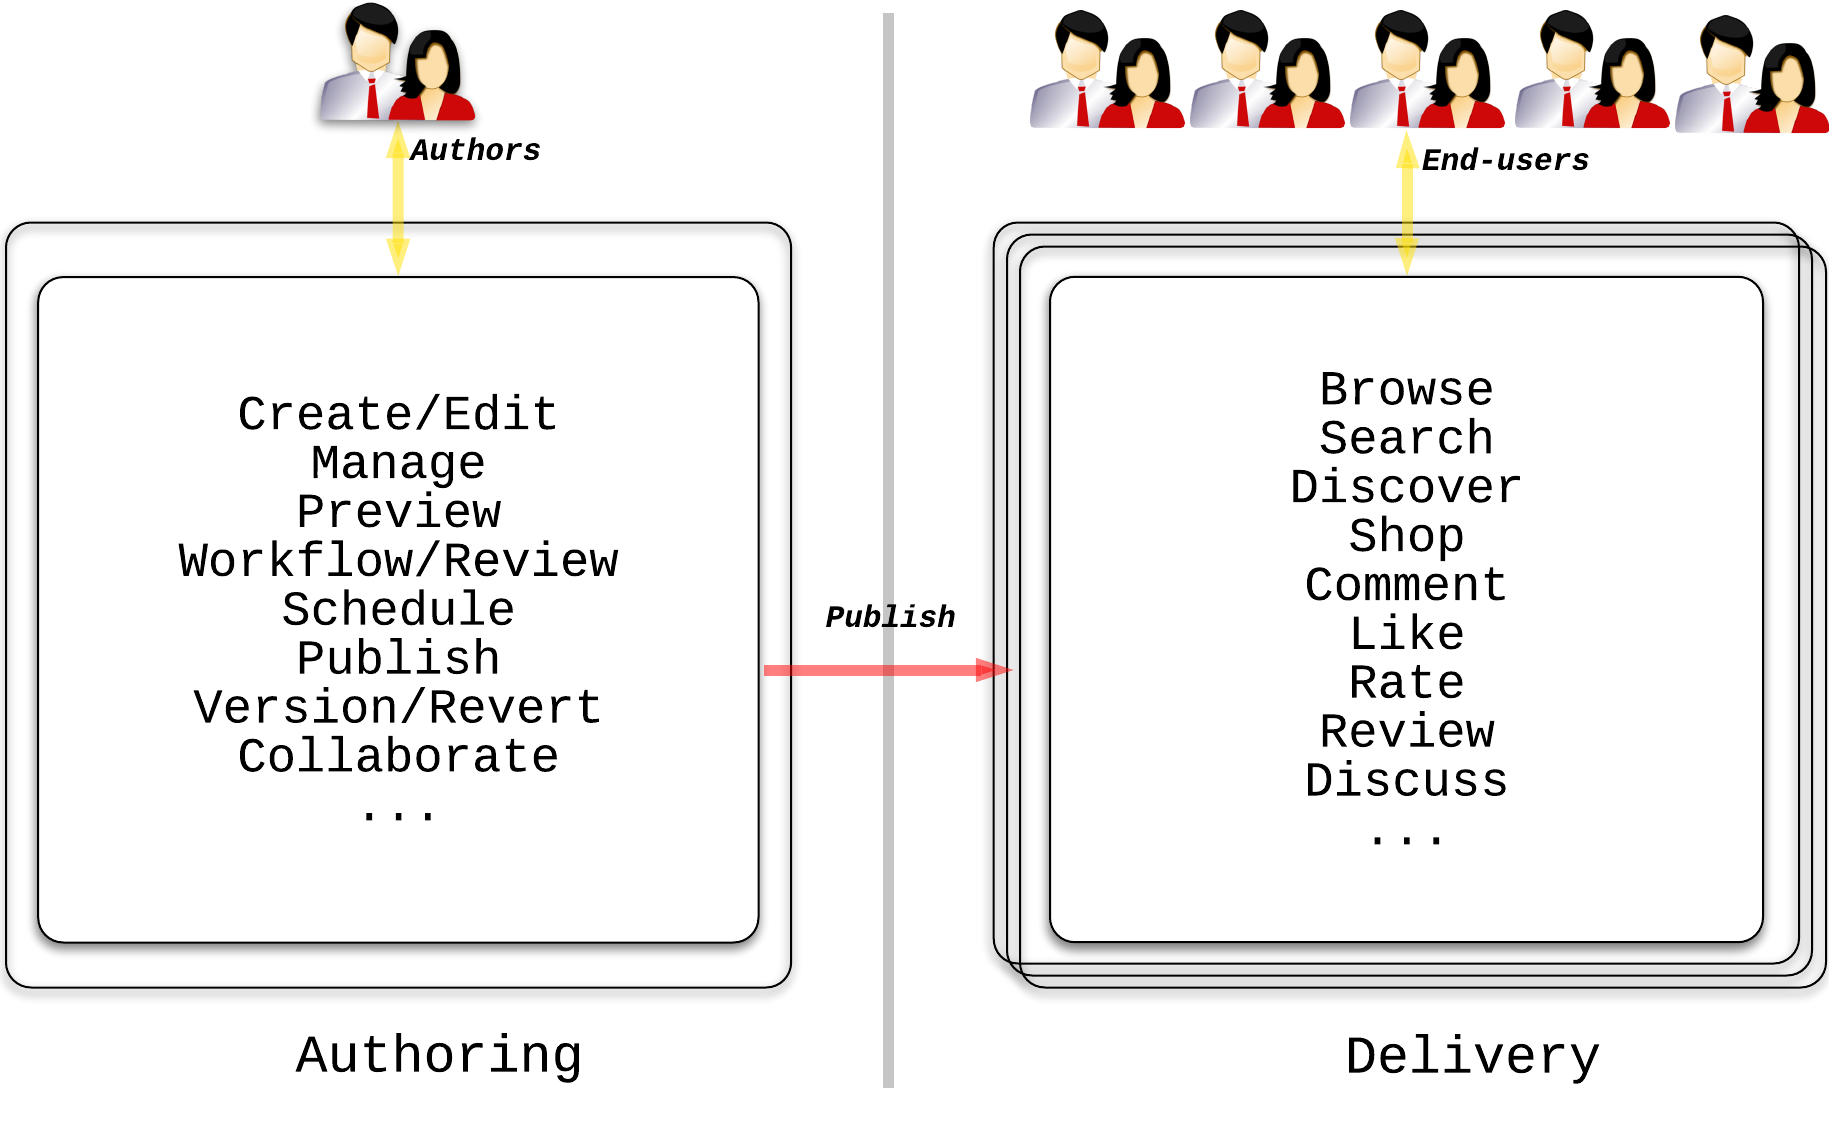 Authors
End-users
Create/Edit
Manage
Preview
Workflow/Review
Schedule
Publish
Version/Revert
Collaborate
...
Publish
Browse
Search
Discover
Shop
Comment
Like
Rate
Review
Discuss
...
Authoring
Delivery